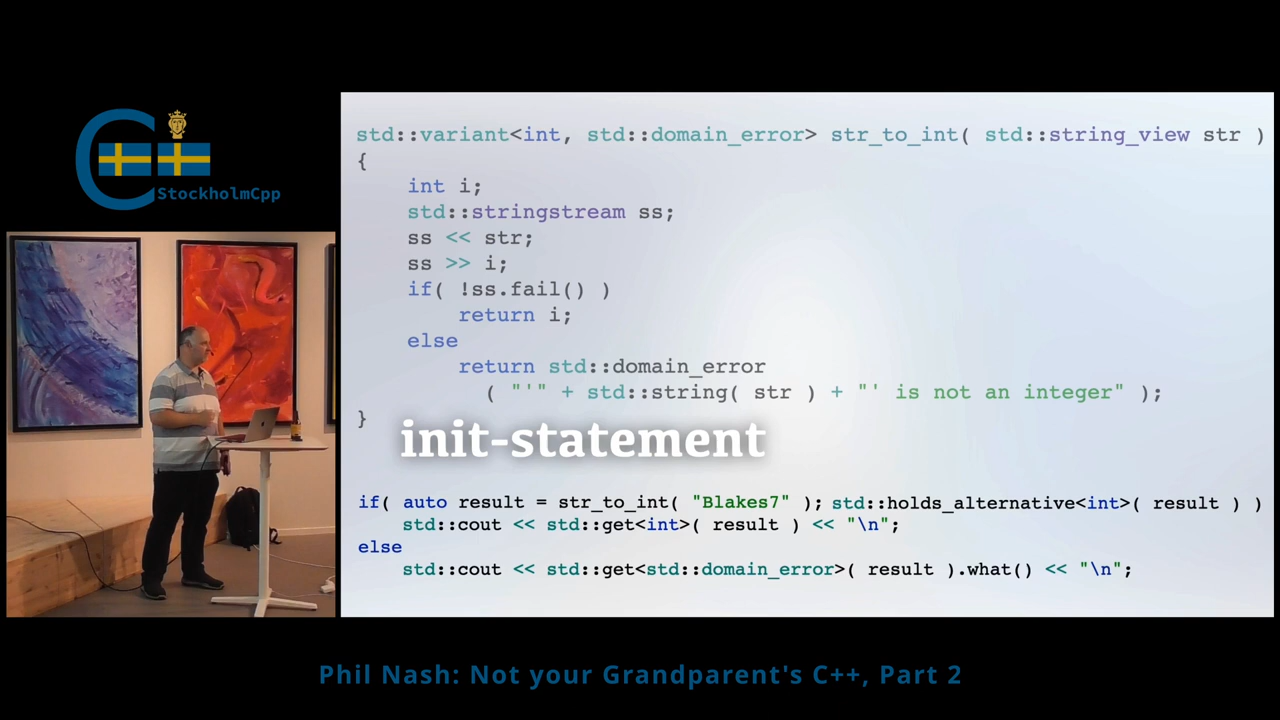 StockholmCpp
std::variant<int, std::domain_error> str_to_int( std::string_view str )
{
    int i;
    std::stringstream ss;
    ss << str;
    ss >> i;
    if( !ss.fail() )
        return i;
    else
        return std::domain_error
          ( "'" + std::string( str ) + "' is not an integer" );
}
init-statement
if( auto result = str_to_int( "Blakes7" ); std::holds_alternative<int>( result ) )
    std::cout << std::get<int>( result ) << "\n";
else
    std::cout << std::get<std::domain_error>( result ).what() << "\n";
Phil Nash: Not your Grandparent's C++, Part 2